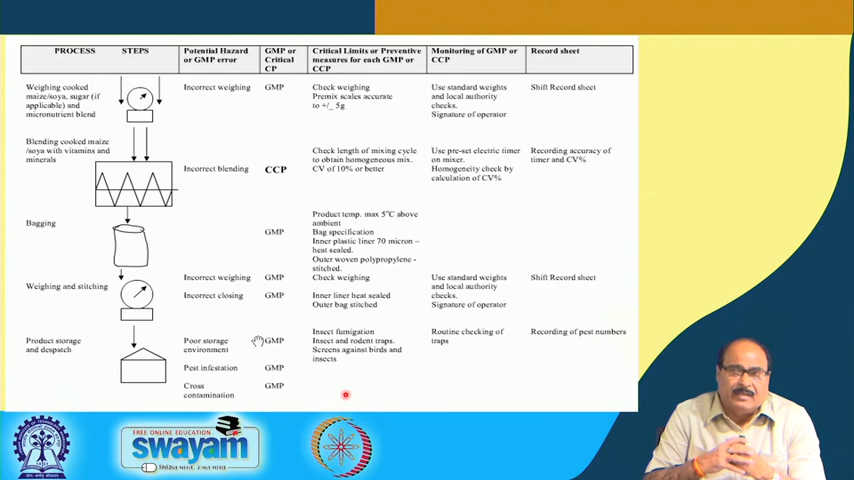 PROCESS STEPS
Potential Hazard
or GMP error
GMP or
Critical
CP
Critical Limits or Preventive
measures for each GMP or
CCP
Monitoring of GMP or
CCP
Record sheet
Weighing cooked
maize/soya, sugar (if
applicable) and
micronutrient blend
Incorrect weighing
GMP
Check weighing
Premix scales accurate
to +/_ 5g
Use standard weights
and local authority
checks.
Signature of operator
Shift Record sheet
Blending cooked maize
/soya with vitamins and
minerals
Incorrect blending
CCP
Check length of mixing cycle
to obtain homogeneous mix.
CV of 10% or better
Use pre-set electric timer
on mixer.
Homogeneity check by
calculation of CV%
Recording accuracy of
timer and CV%
Bagging
GMP
Product temp. max 5°C above
ambient
Bag specification
Inner plastic liner 70 micron –
heat sealed.
Outer woven polypropylene -
stitched.
Weighing and stitching
Incorrect weighing
GMP
Check weighing
Use standard weights
and local authority
checks.
Signature of operator
Shift Record sheet
Incorrect closing
GMP
Inner liner heat sealed
Outer bag stitched
Product storage
and despatch
Poor storage
environment
GMP
Insect fumigation
Insect and rodent traps.
Screens against birds and
insects
Routine checking of
traps
Recording of pest numbers
Pest infestation
GMP
Cross
contamination
GMP
FREE ONLINE EDUCATION
swayam